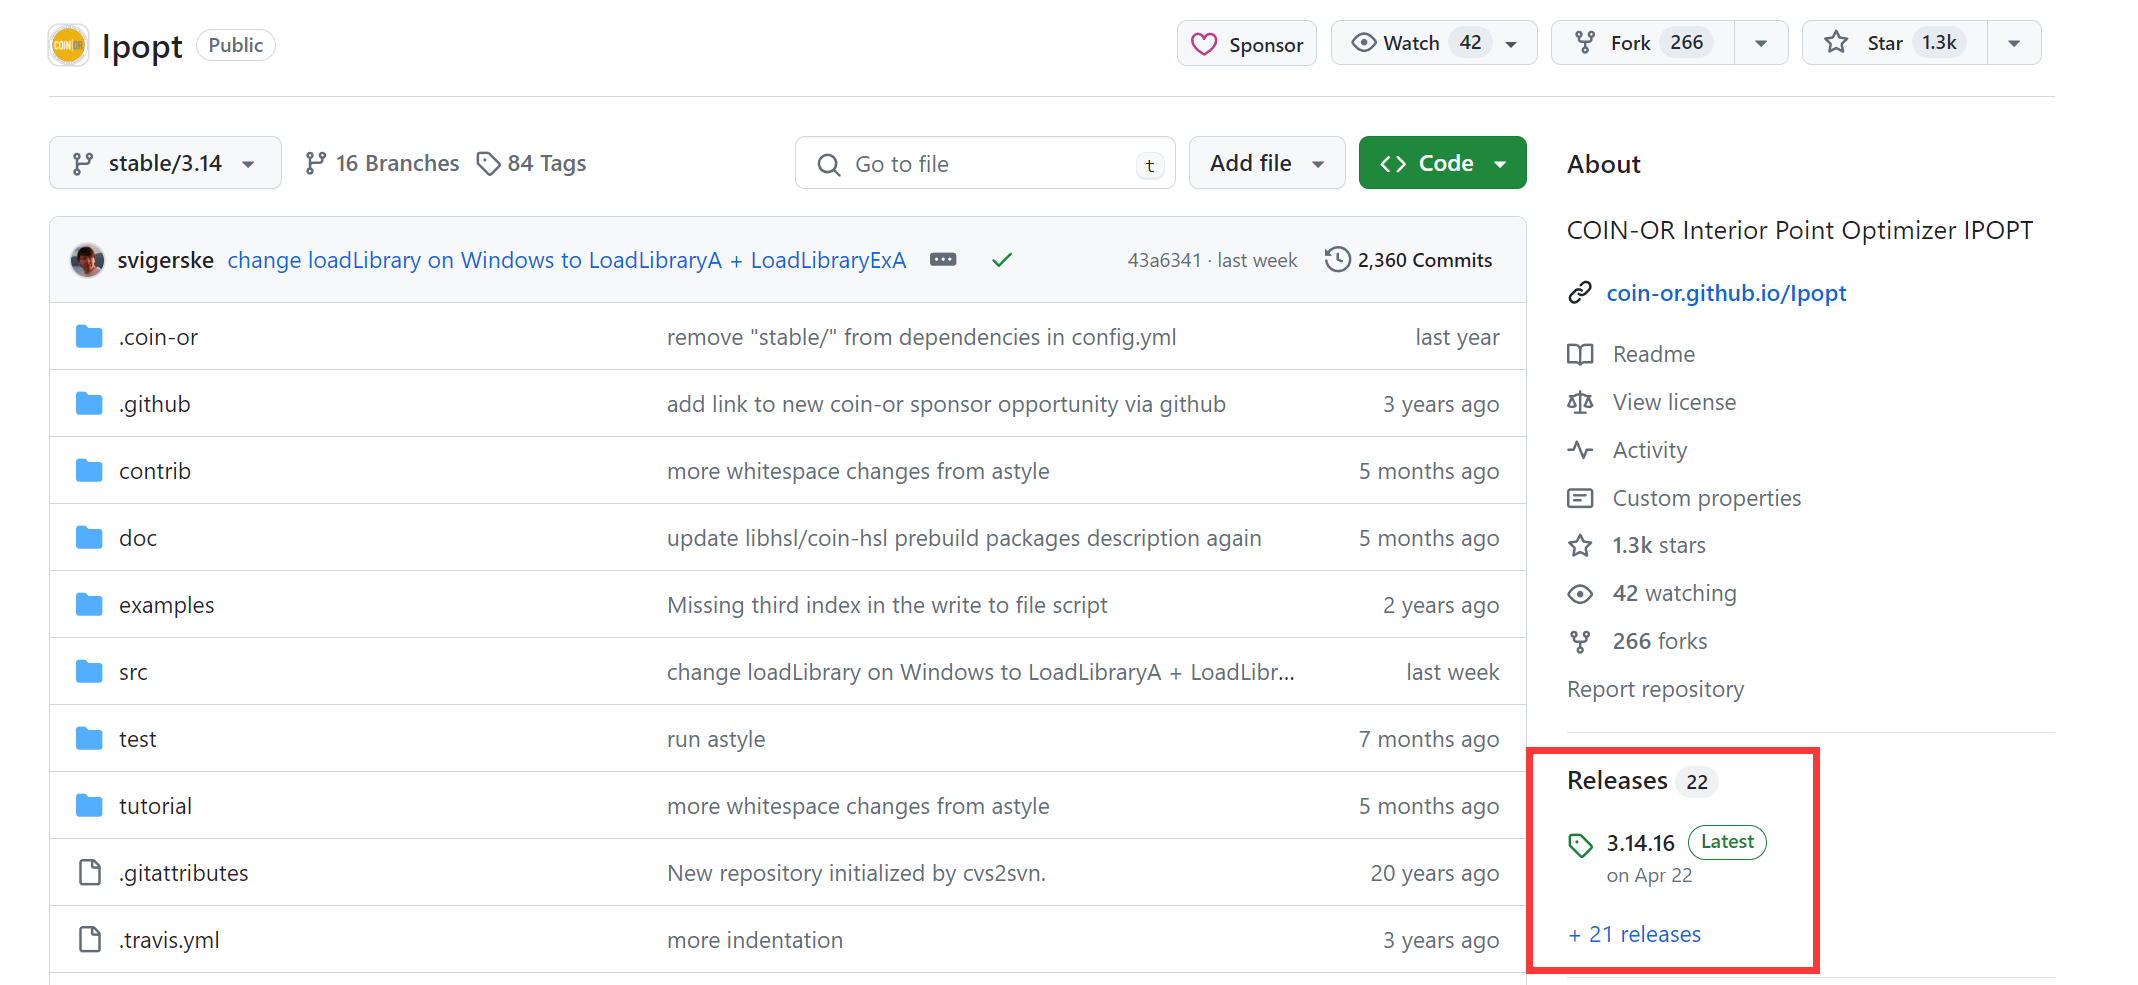 COIN|OR Ipopt Public Sponsor Watch 42 Fork 266 Star 1.3k
stable/3.14 16 Branches 84 Tags Go to file t Add file Code
svigerske change loadLibrary on Windows to LoadLibraryA + LoadLibraryExA 43a6341 · last week 2,360 Commits
.coin-or remove "stable/" from dependencies in config.yml last year
.github add link to new coin-or sponsor opportunity via github 3 years ago
contrib more whitespace changes from astyle 5 months ago
doc update libhsl/coin-hsl prebuild packages description again 5 months ago
examples Missing third index in the write to file script 2 years ago
src change loadLibrary on Windows to LoadLibraryA + LoadLibr... last week
test run astyle 7 months ago
tutorial more whitespace changes from astyle 5 months ago
.gitattributes New repository initialized by cvs2svn. 20 years ago
.travis.yml more indentation 3 years ago
About
COIN-OR Interior Point Optimizer IPOPT
coin-or.github.io/Ipopt
Readme
View license
Activity
Custom properties
1.3k stars
42 watching
266 forks
Report repository
Releases 22
3.14.16 Latest
on Apr 22
+ 21 releases